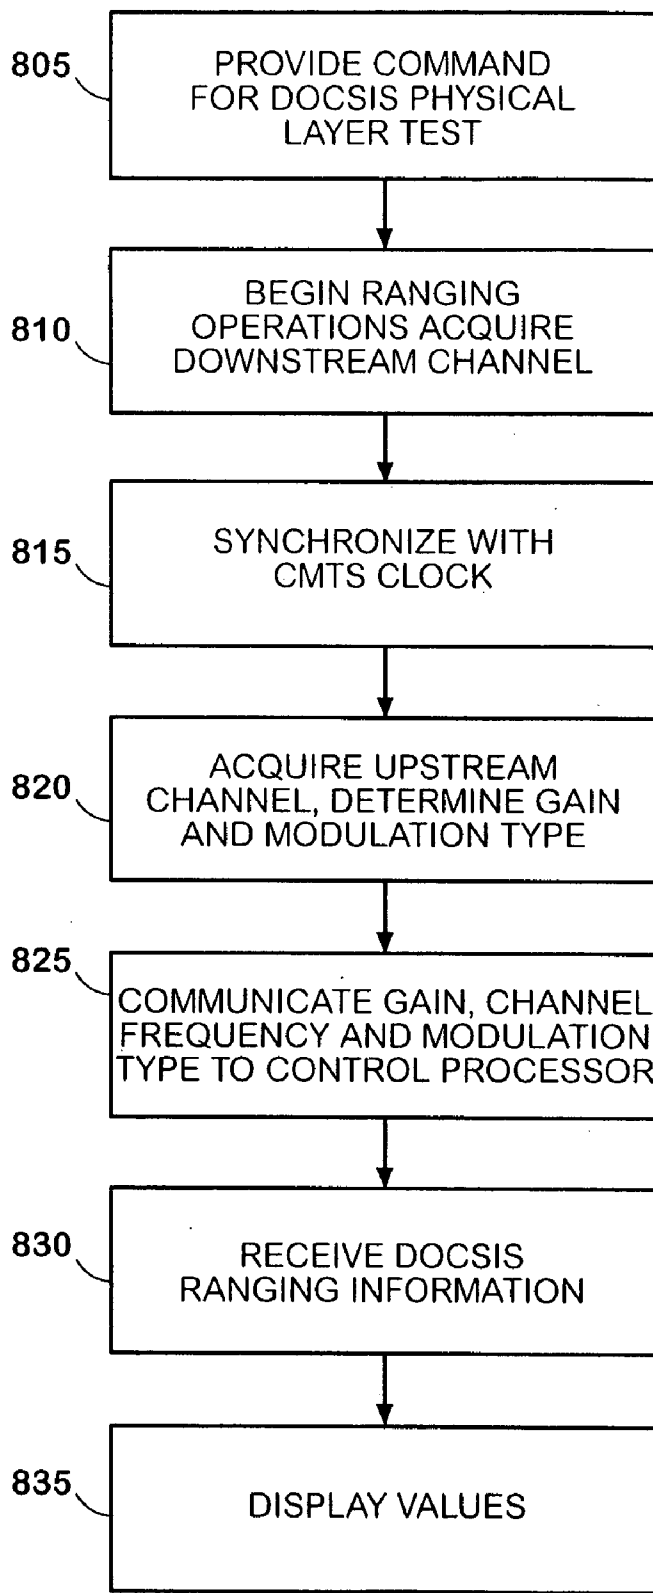 805
PROVIDE COMMAND
FOR DOCSIS PHYSICAL
LAYER TEST
810
BEGIN RANGING
OPERATIONS ACQUIRE
DOWNSTREAM CHANNEL
815
SYNCHRONIZE WITH
CMTS CLOCK
820
ACQUIRE UPSTREAM
CHANNEL, DETERMINE GAIN
AND MODULATION TYPE
825
COMMUNICATE GAIN, CHANNEL
FREQUENCY AND MODULATION
TYPE TO CONTROL PROCESSOR
830
RECEIVE DOCSIS
RANGING INFORMATION
835
DISPLAY VALUES